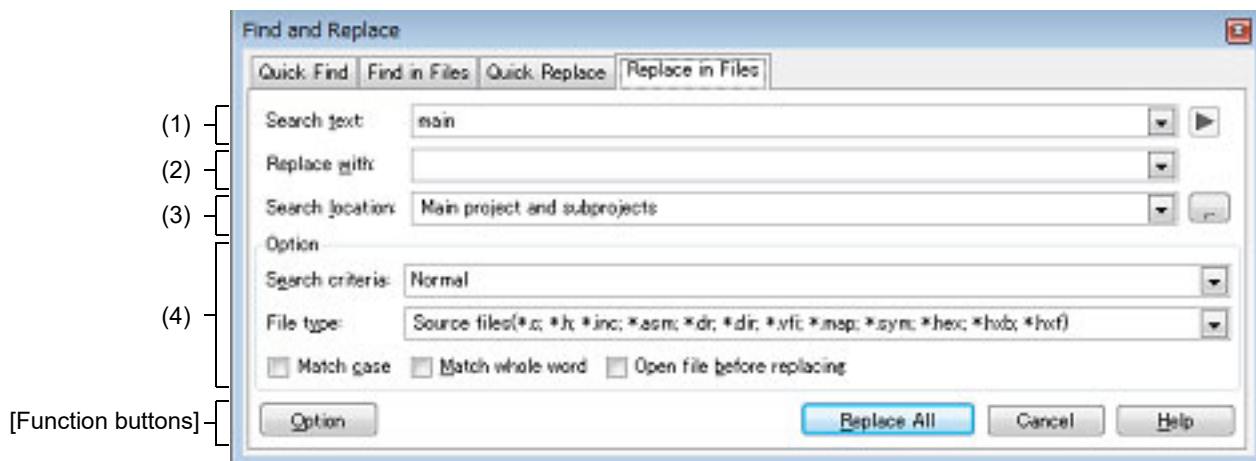 Find and Replace
Quick Find Find in Files Quick Replace Replace in Files
(1) Search text: main
(2) Replace with:
(3) Search location: Main project and subprojects
Option
Search criteria: Normal
(4) File type: Source files(*.c; *.h; *.inc; *.asm; *.dr; *.dir; *.vfi; *.map; *.sym; *.hex; *.hxb; *.hxf)
Match case Match whole word Open file before replacing
[Function buttons] Option Replace All Cancel Help